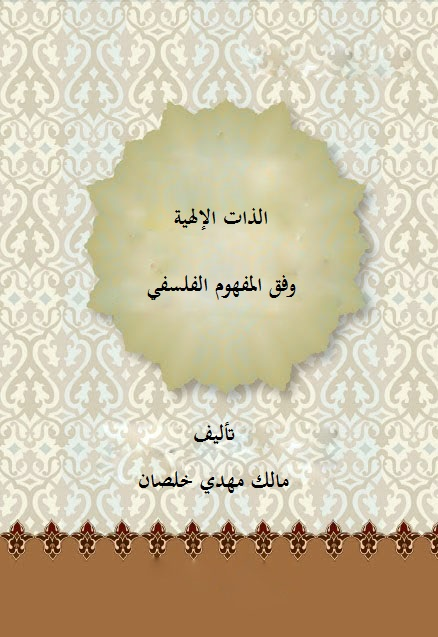 الذات الإلهية
وفق المفهوم الفلسفي
تأليف
مالك مهدي خلصان